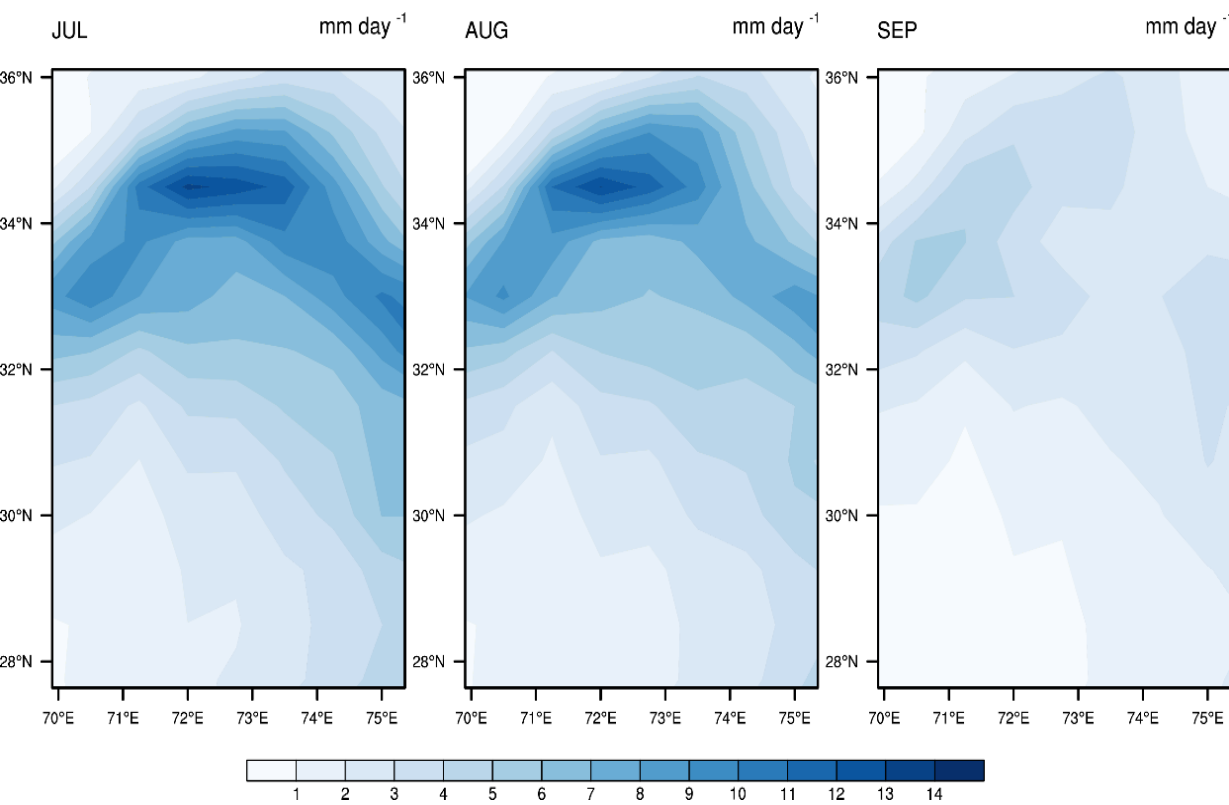 JUL mm day -1 AUG mm day -1 SEP mm day -1
36°N 36°N 36°N
34°N 34°N 34°N
32°N 32°N 32°N
30°N 30°N 30°N
28°N 28°N 28°N
70°E 71°E 72°E 73°E 74°E 75°E 70°E 71°E 72°E 73°E 74°E 75°E 70°E 71°E 72°E 73°E 74°E 75°E
1 2 3 4 5 6 7 8 9 10 11 12 13 14